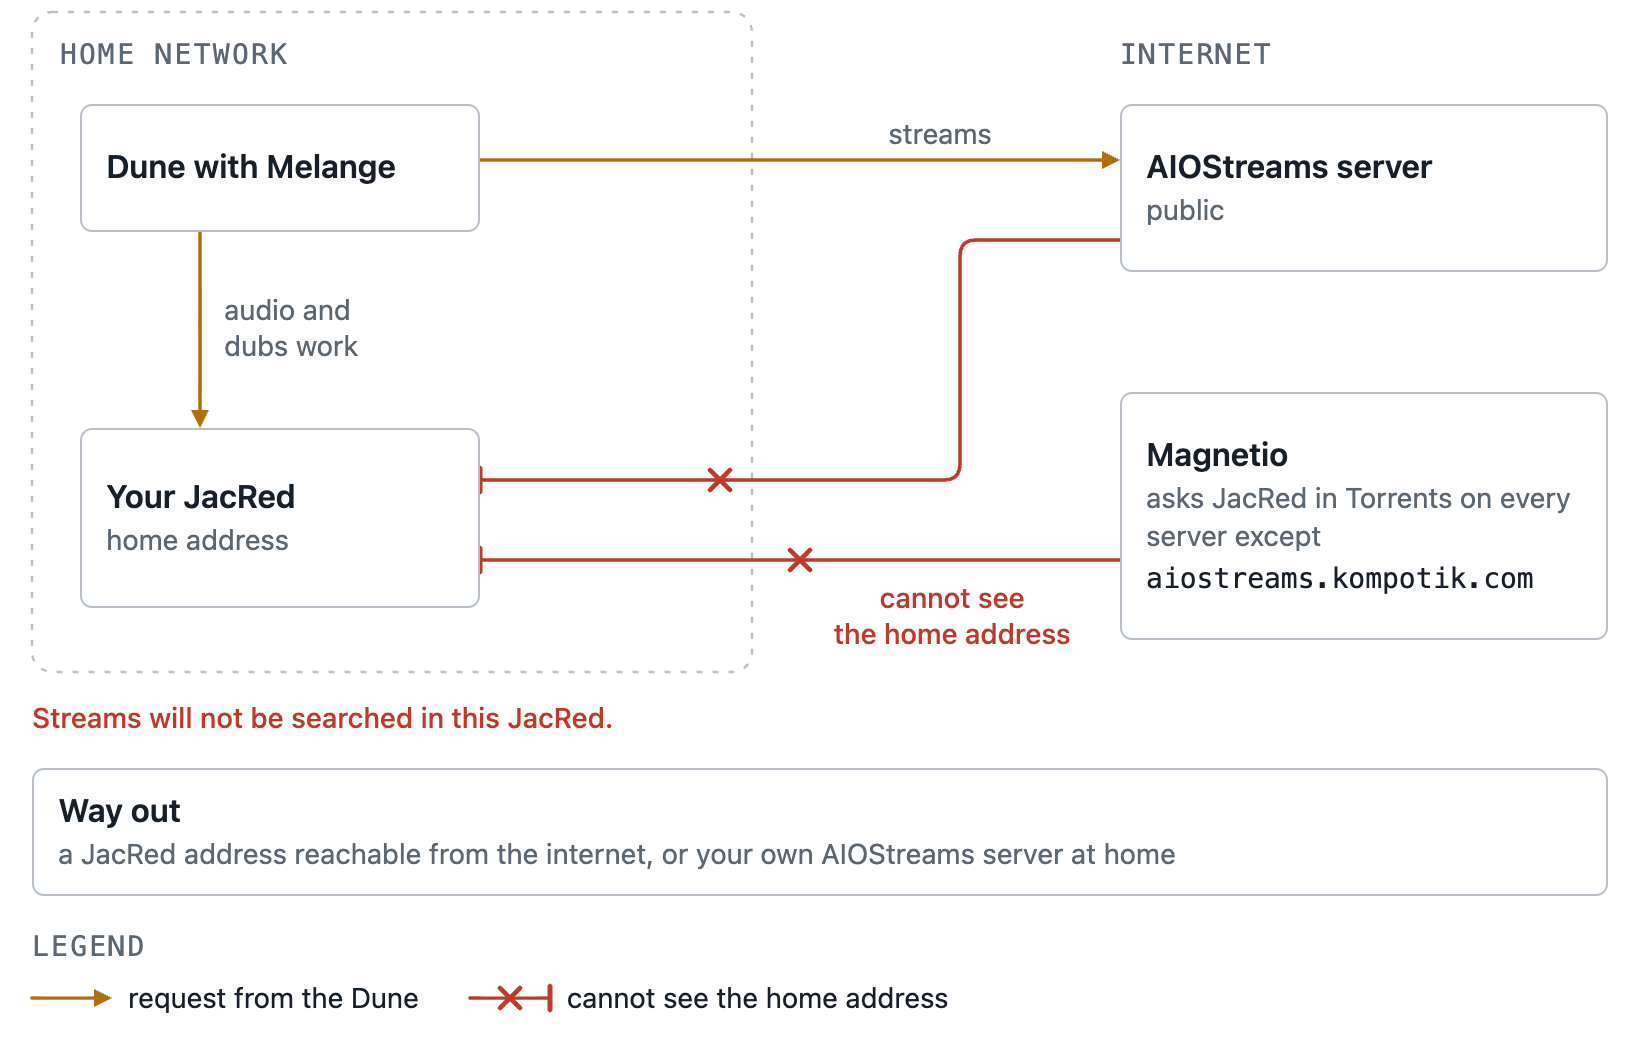 HOME NETWORK
INTERNET
Dune with Melange
streams
AIOStreams server
public
audio and
dubs work
Your JacRed
home address
Magnetio
asks JacRed in Torrents on every
server except
aiostreams.kompotik.com
cannot see
the home address
Streams will not be searched in this JacRed.
Way out
a JacRed address reachable from the internet, or your own AIOStreams server at home
LEGEND
request from the Dune
cannot see the home address